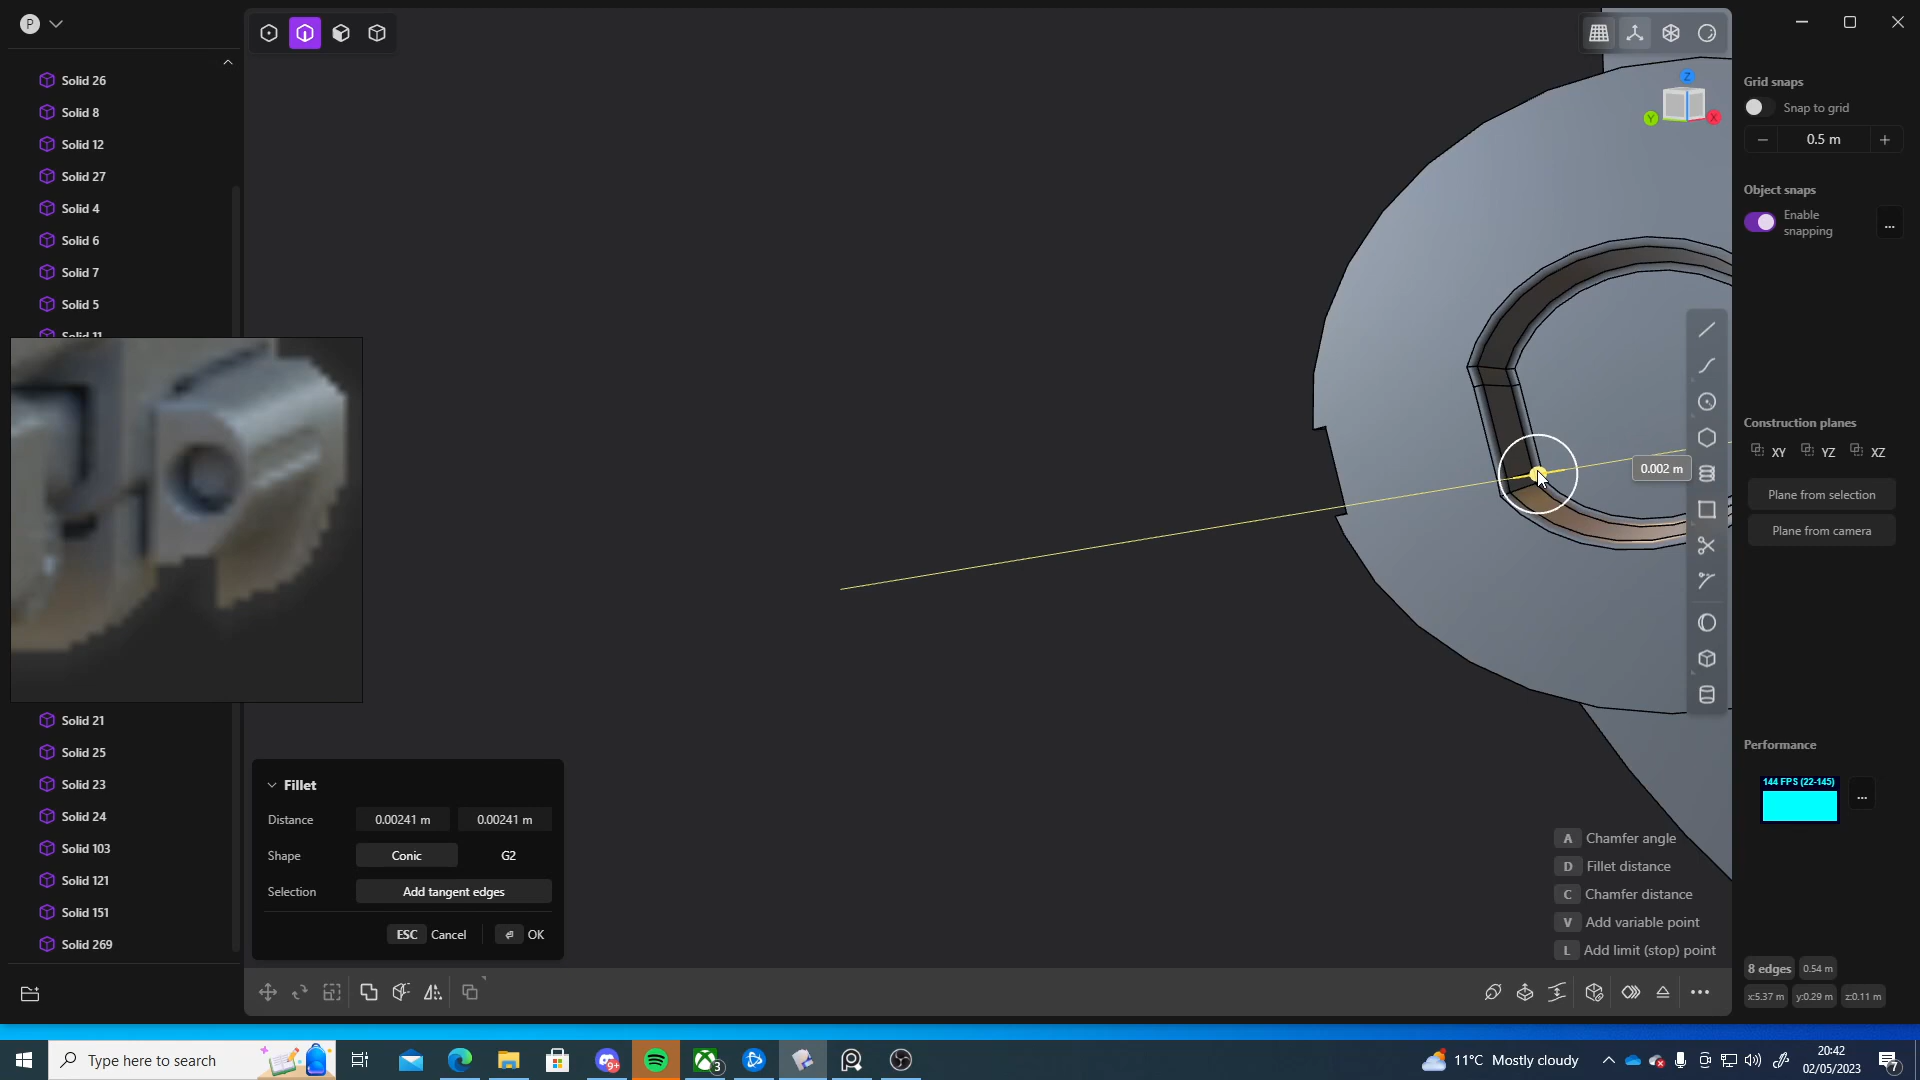 P
Solid 26
Solid 8
Solid 12
Solid 27
Solid 4
Solid 6
Solid 7
Solid 5
Solid 11
Solid 21
Solid 25
Solid 23
Solid 24
Solid 103
Solid 121
Solid 151
Solid 269
Z
Y
X
0.002 m
Fillet
Distance 0.00241 m 0.00241 m
Shape Conic G2
Selection Add tangent edges
ESC Cancel OK
A Chamfer angle
D Fillet distance
C Chamfer distance
V Add variable point
L Add limit (stop) point
Grid snaps
Snap to grid
0.5 m
Object snaps
Enable
snapping
...
Construction planes
XY YZ XZ
Plane from selection
Plane from camera
Performance
144 FPS (22-145)
...
8 edges 0.54 m
x:5.37 m y:0.29 m z:0.11 m
Type here to search
9+
3
11°C Mostly cloudy
20:42
02/05/2023
7